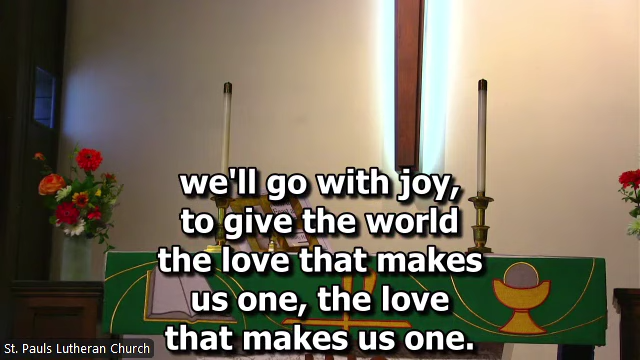 we'll go with joy,
to give the world
the love that makes
us one, the love
that makes us one.
St. Pauls Lutheran Church